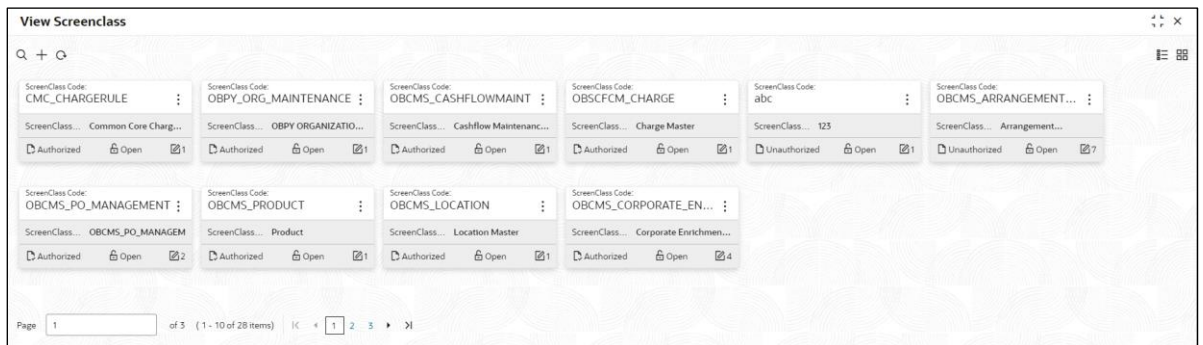 View Screenclass
ScreenClass Code: ScreenClass Code: ScreenClass Code: ScreenClass Code: ScreenClass Code: ScreenClass Code:
CMC_CHARGERULE OBPY_ORG_MAINTENANCE OBCMS_CASHFLOWMAINT OBSCFCM_CHARGE abc OBCMS_ARRANGEMENT...
ScreenClass... Common Core Charg... ScreenClass... OBPY ORGANIZATIO... ScreenClass... Cashflow Maintenanc... ScreenClass... Charge Master ScreenClass... 123 ScreenClass... Arrangement...
Authorized Open 1 Authorized Open 1 Authorized Open 1 Authorized Open 1 Unauthorized Open 1 Unauthorized Open 7
ScreenClass Code: ScreenClass Code: ScreenClass Code: ScreenClass Code:
OBCMS_PO_MANAGEMENT OBCMS_PRODUCT OBCMS_LOCATION OBCMS_CORPORATE_EN...
ScreenClass... OBCMS_PO_MANAGEM ScreenClass... Product ScreenClass... Location Master ScreenClass... Corporate Enrichmen...
Authorized Open 2 Authorized Open 1 Authorized Open 1 Authorized Open 4
Page 1 of 3 (1 - 10 of 28 items) 1 2 3